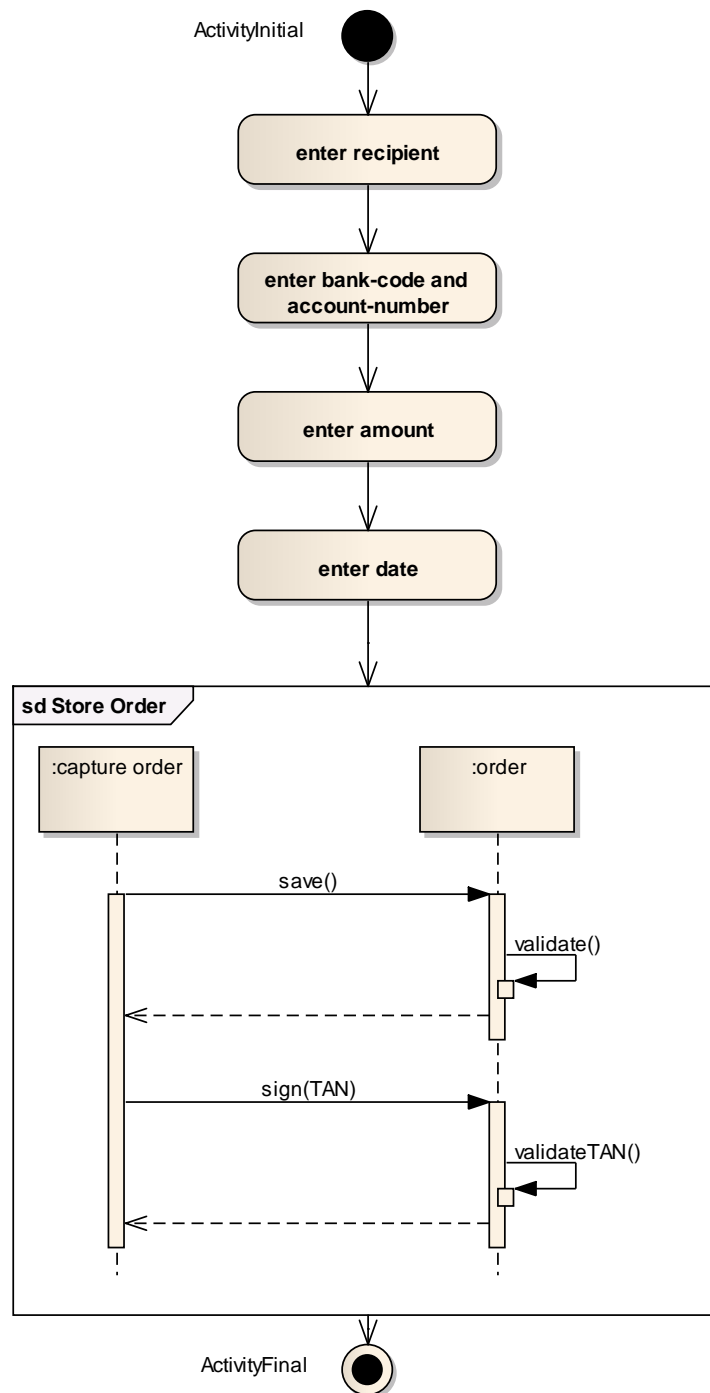 ActivityInitial
enter recipient
enter bank-code and
account-number
enter amount
enter date
sd Store Order
:capture order
:order
save()
validate()
sign(TAN)
validateTAN()
ActivityFinal